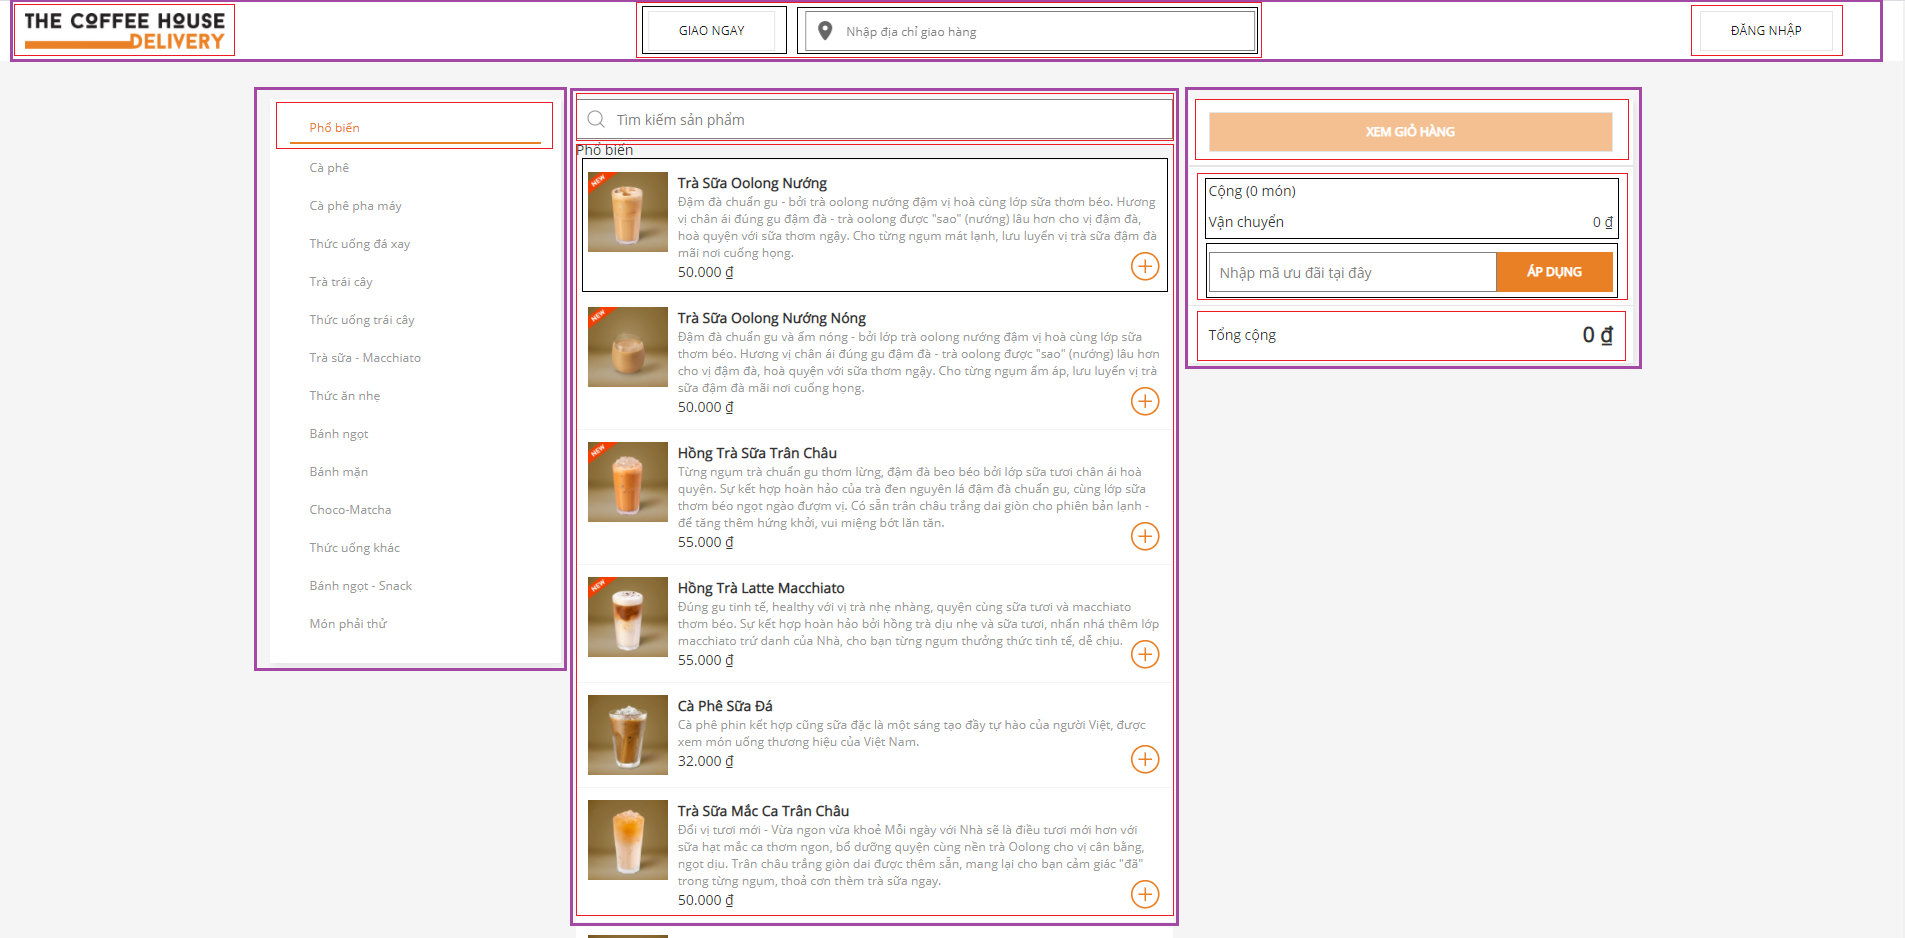 THE COFFEE HOUSE
DELIVERY
GIAO NGAY
Nhập địa chỉ giao hàng
ĐĂNG NHẬP
Phổ biến
Cà phê
Cà phê pha máy
Thức uống đá xay
Trà trái cây
Thức uống trái cây
Trà sữa - Macchiato
Thức ăn nhẹ
Bánh ngọt
Bánh mặn
Choco-Matcha
Thức uống khác
Bánh ngọt - Snack
Món phải thử
Tìm kiếm sản phẩm
Phổ biến
NEW
Trà Sữa Oolong Nướng
Đậm đà chuẩn gu - bởi trà oolong nướng đậm vị hoà cùng lớp sữa thơm béo. Hương
vị chân ái đúng gu đậm đà - trà oolong được "sao" (nướng) lâu hơn cho vị đậm đà,
hoà quyện với sữa thơm ngậy. Cho từng ngụm mát lạnh, lưu luyến vị trà sữa đậm đà
mãi nơi cuống họng.
50.000 ₫
NEW
Trà Sữa Oolong Nướng Nóng
Đậm đà chuẩn gu và ấm nóng - bởi lớp trà oolong nướng đậm vị hoà cùng lớp sữa
thơm béo. Hương vị chân ái đúng gu đậm đà - trà oolong được "sao" (nướng) lâu hơn
cho vị đậm đà, hoà quyện với sữa thơm ngậy. Cho từng ngụm ấm áp, lưu luyến vị trà
sữa đậm đà mãi nơi cuống họng.
50.000 ₫
NEW
Hồng Trà Sữa Trân Châu
Từng ngụm trà chuẩn gu thơm lừng, đậm đà beo béo bởi lớp sữa tươi chân ái hoà
quyện. Sự kết hợp hoàn hảo của trà đen nguyên lá đậm đà chuẩn gu, cùng lớp sữa
thơm béo ngọt ngào đượm vị. Có sẵn trân châu trắng dai giòn cho phiên bản lạnh -
để tăng thêm hứng khởi, vui miệng bớt lăn tăn.
55.000 ₫
NEW
Hồng Trà Latte Macchiato
Đúng gu tinh tế, healthy với vị trà nhẹ nhàng, quyện cùng sữa tươi và macchiato
thơm béo. Sự kết hợp hoàn hảo bởi hồng trà dịu nhẹ và sữa tươi, nhấn nhá thêm lớp
macchiato trứ danh của Nhà, cho bạn từng ngụm thưởng thức tinh tế, dễ chịu.
55.000 ₫
Cà Phê Sữa Đá
Cà phê phin kết hợp cũng sữa đặc là một sáng tạo đầy tự hào của người Việt, được
xem món uống thương hiệu của Việt Nam.
32.000 ₫
Trà Sữa Mắc Ca Trân Châu
Đổi vị tươi mới - Vừa ngon vừa khoẻ Mỗi ngày với Nhà sẽ là điều tươi mới hơn với
sữa hạt mắc ca thơm ngon, bổ dưỡng quyện cùng nền trà Oolong cho vị cân bằng,
ngọt dịu. Trân châu trắng giòn dai được thêm sẵn, mang lại cho bạn cảm giác "đã"
trong từng ngụm, thoả cơn thèm trà sữa ngay.
50.000 ₫
XEM GIỎ HÀNG
Cộng (0 món)
Vận chuyển 0 ₫
Nhập mã ưu đãi tại đây ÁP DỤNG
Tổng cộng 0 ₫